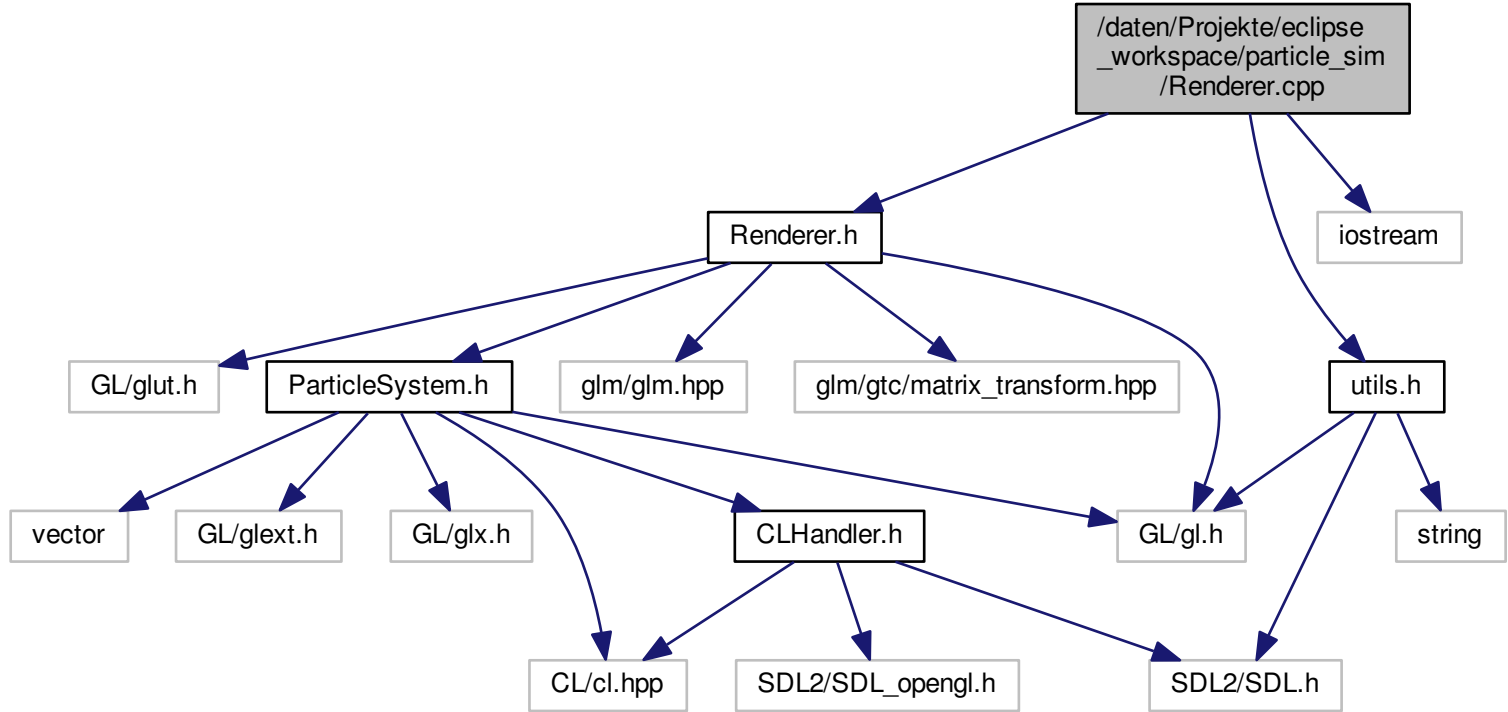 /daten/Projekte/eclipse
_workspace/particle_sim
/Renderer.cpp
Renderer.h
iostream
GL/glut.h
ParticleSystem.h
glm/glm.hpp
glm/gtc/matrix_transform.hpp
utils.h
vector
GL/glext.h
GL/glx.h
CLHandler.h
GL/gl.h
string
CL/cl.hpp
SDL2/SDL_opengl.h
SDL2/SDL.h